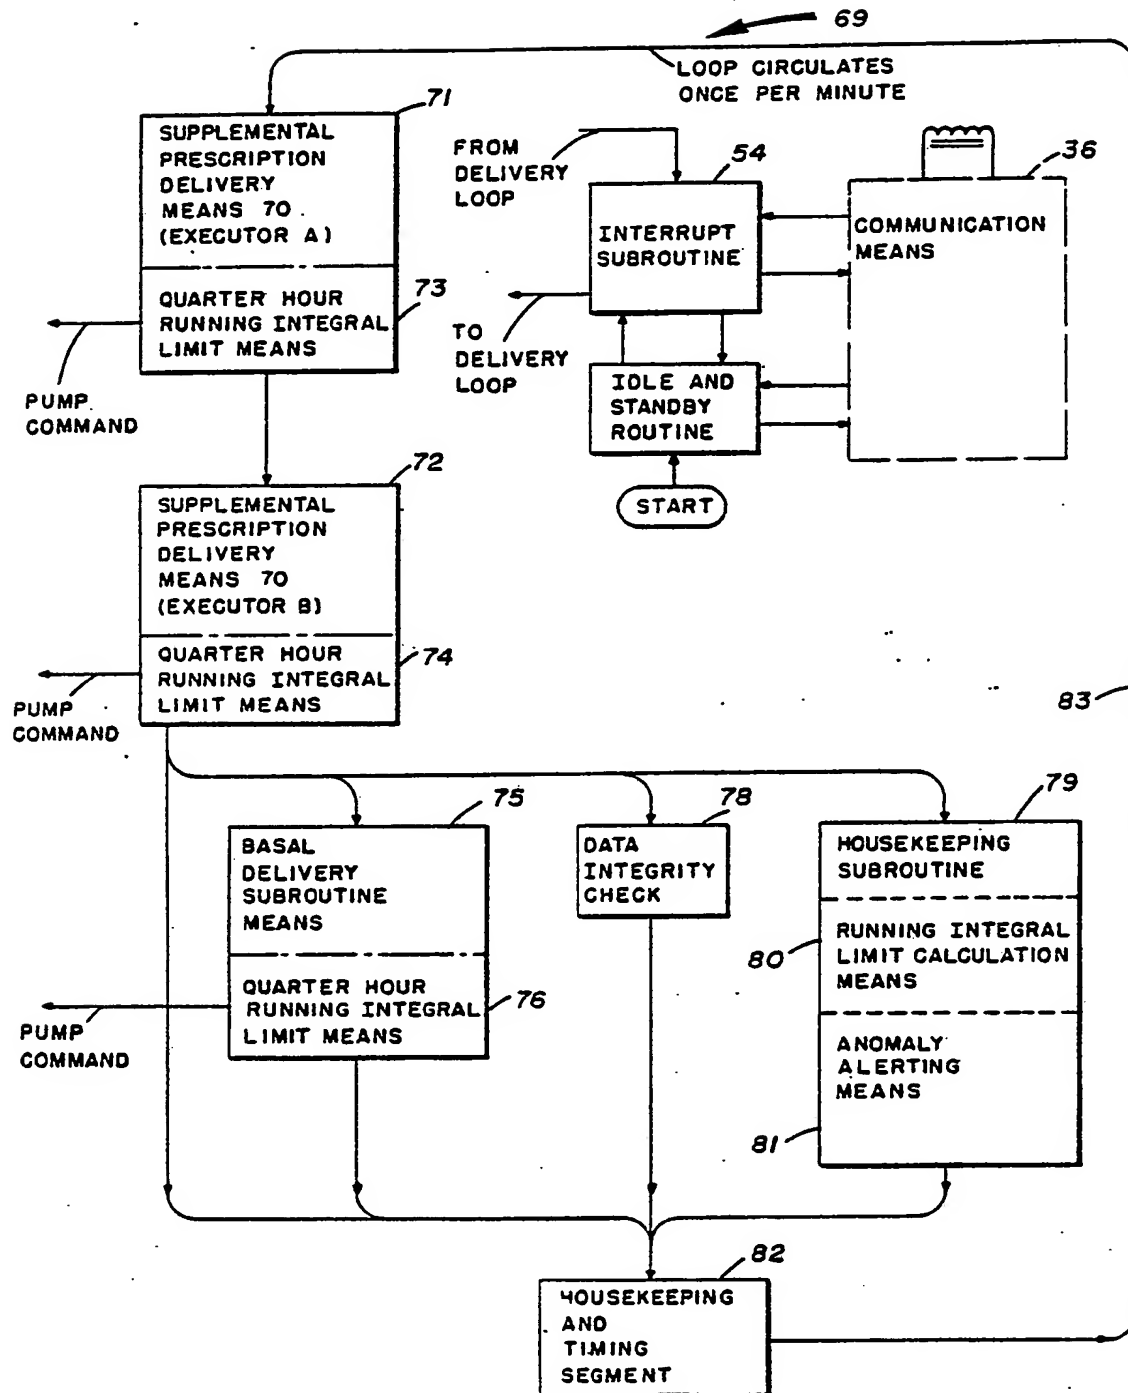 69
LOOP CIRCULATES
ONCE PER MINUTE
71
SUPPLEMENTAL
PRESCRIPTION
DELIVERY
MEANS 70
(EXECUTOR A)
73
QUARTER HOUR
RUNNING INTEGRAL
LIMIT MEANS
PUMP
COMMAND
FROM
DELIVERY
LOOP
54
INTERRUPT
SUBROUTINE
36
COMMUNICATION
MEANS
TO
DELIVERY
LOOP
IDLE AND
STANDBY
ROUTINE
START
72
SUPPLEMENTAL
PRESCRIPTION
DELIVERY
MEANS 70
(EXECUTOR B)
QUARTER HOUR
RUNNING INTEGRAL
LIMIT MEANS
74
PUMP
COMMAND
83
75
BASAL
DELIVERY
SUBROUTINE
MEANS
QUARTER HOUR
RUNNING INTEGRAL
LIMIT MEANS
76
PUMP
COMMAND
78
DATA
INTEGRITY
CHECK
79
HOUSEKEEPING
SUBROUTINE
80
RUNNING INTEGRAL
LIMIT CALCULATION
MEANS
ANOMALY
ALERTING
MEANS
81
82
HOUSEKEEPING
AND
TIMING
SEGMENT